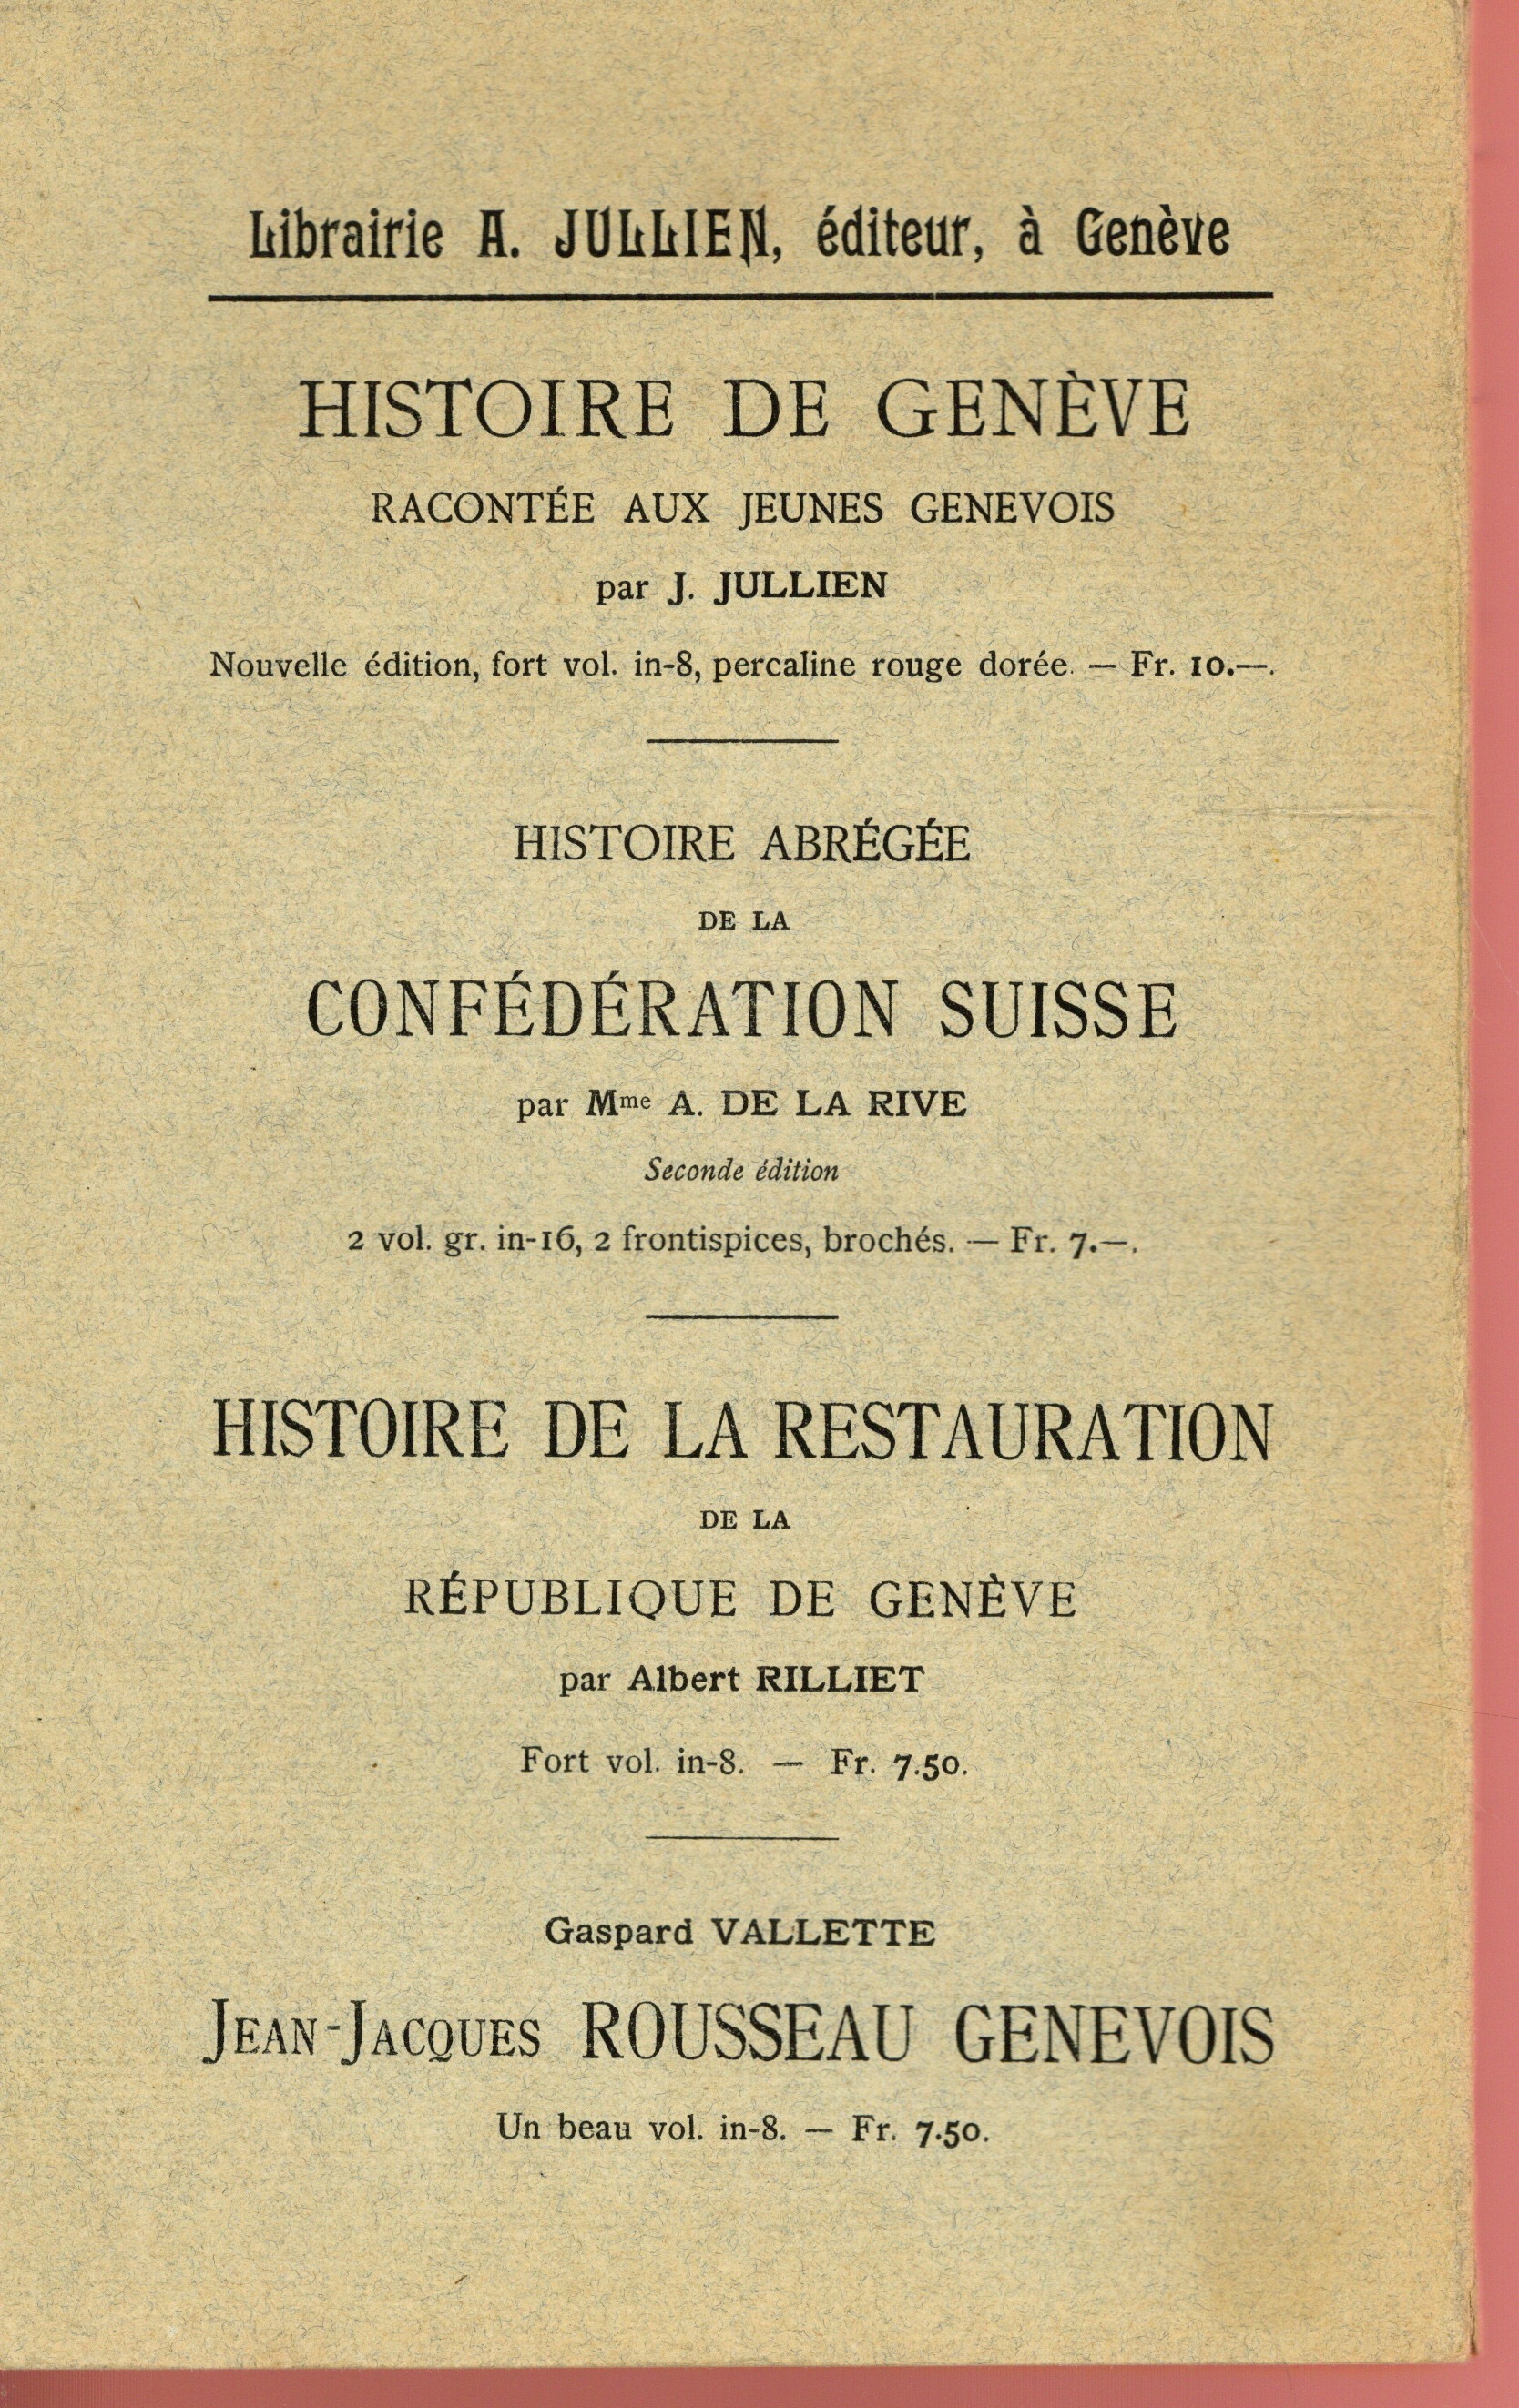 Librairie A. JULLIEN, éditeur, à Genève
HISTOIRE DE GENÈVE
RACONTÉE AUX JEUNES GENEVOIS
par J. JULLIEN
Nouvelle édition, fort vol. in-8, percaline rouge dorée. — Fr. 10.—.
HISTOIRE ABRÉGÉE
DE LA
CONFÉDÉRATION SUISSE
par Mme A. DE LA RIVE
Seconde édition
2 vol. gr. in-16, 2 frontispices, brochés. — Fr. 7.—.
HISTOIRE DE LA RESTAURATION
DE LA
RÉPUBLIQUE DE GENÈVE
par Albert RILLIET
Fort vol. in-8. — Fr. 7.50.
Gaspard VALLETTE
JEAN-JACQUES ROUSSEAU GENEVOIS
Un beau vol. in-8. — Fr. 7.50.